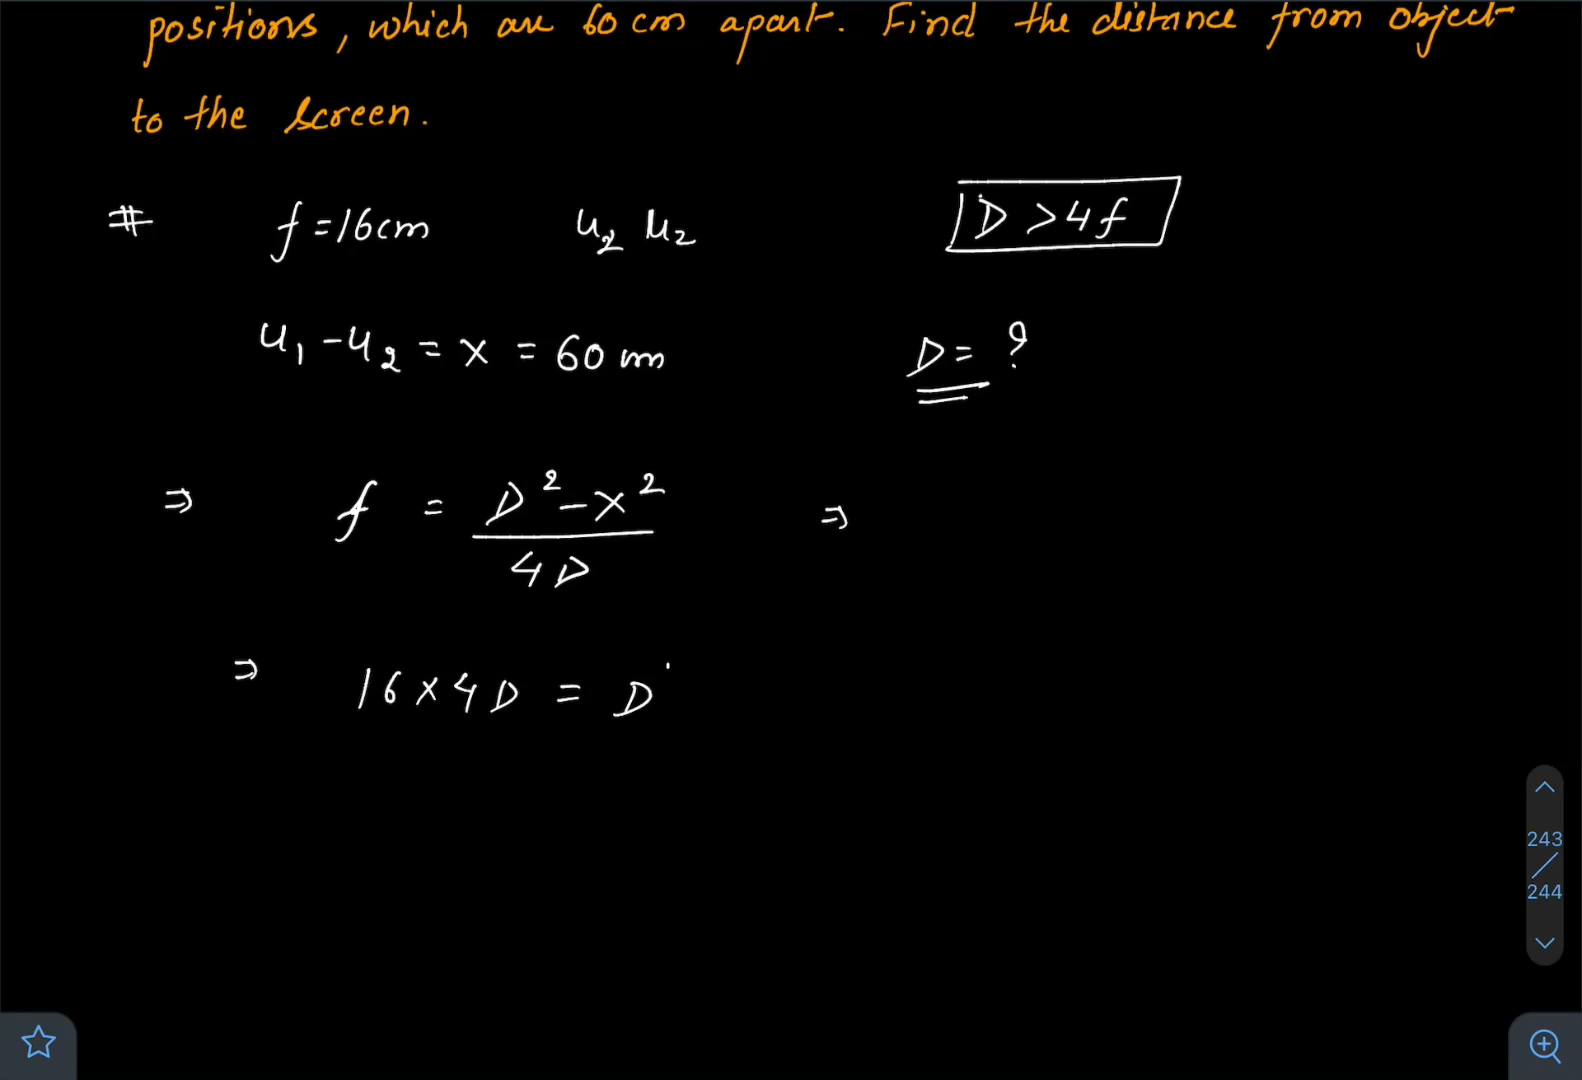 positions, which are 60 cm apart. Find the distance from object
to the screen.
# f = 16cm u2 u2 D > 4f
u1 - u2 = x = 60 cm D = ?
⇒ f = D² - x² / 4D ⇒
⇒ 16 × 4D = D
243
/
244